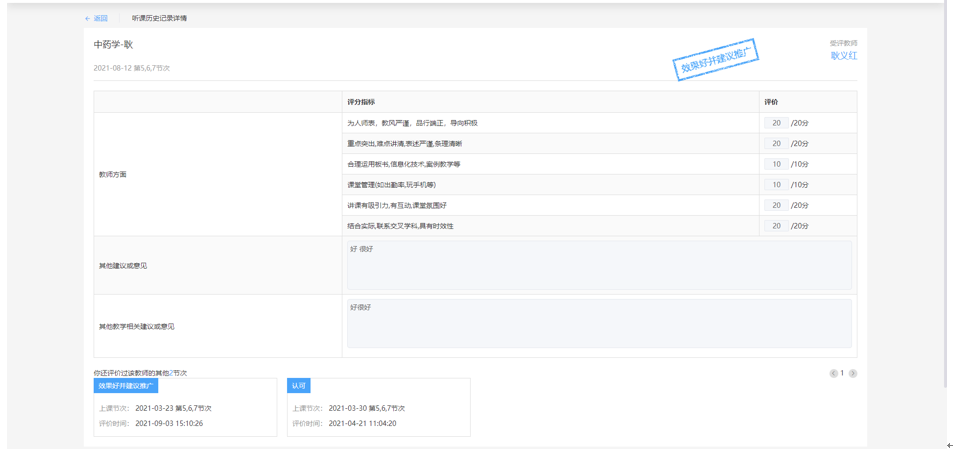 ← 返回 听课历史记录详情
中药学-耿
效果好并建议推广
受评教师
2021-08-12 第5,6,7节次
耿义红
评分指标 评价
教师方面
为人师表，教风严谨，品行端正，导向积极 20 /20分
重点突出,难点讲清,表述严谨,条理清晰 20 /20分
合理运用板书,信息化技术,案例教学等 10 /10分
课堂管理(如出勤率,玩手机等) 10 /10分
讲课有吸引力,有互动,课堂氛围好 20 /20分
结合实际,联系交叉学科,具有时效性 20 /20分
其他建议或意见
好 很好
其他教学相关建议或意见
好很好
你还评价过该教师的其他2节次
1
效果好并建议推广
上课节次： 2021-03-23 第5,6,7节次
评价时间： 2021-09-03 15:10:26
认可
上课节次： 2021-03-30 第5,6,7节次
评价时间： 2021-04-21 11:04:20